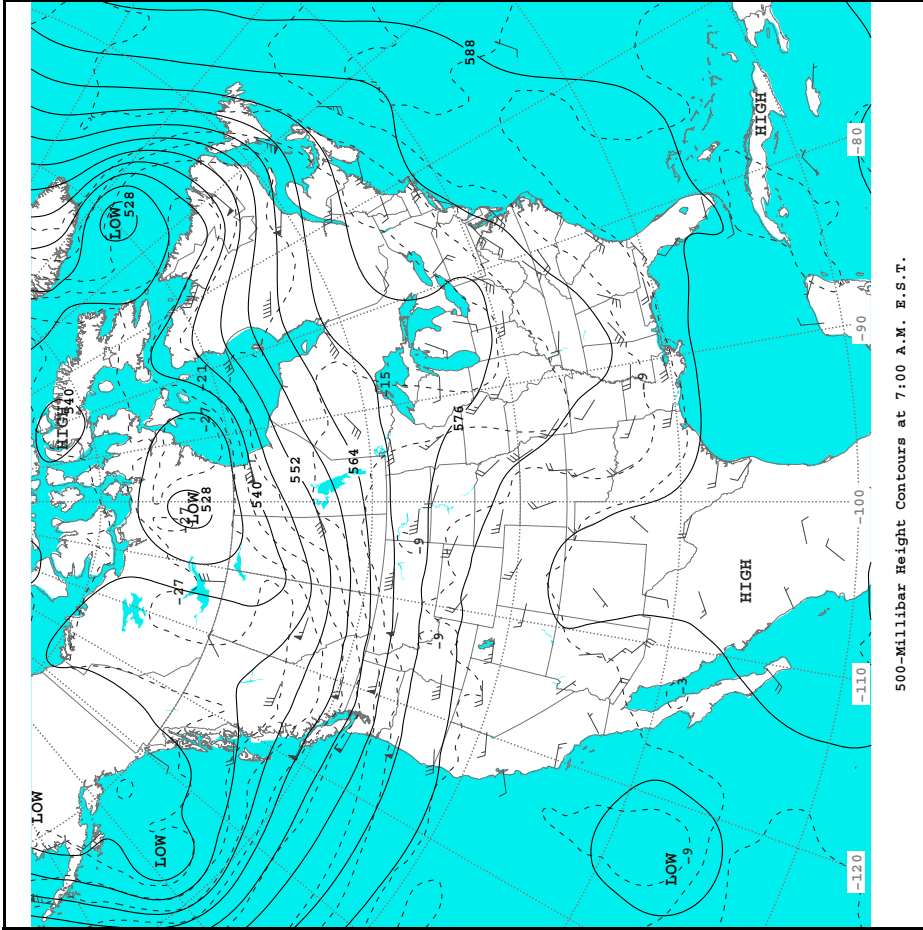 LOW
HIGH
540
LOW
528
LOW
-27
-27
LOW
528
-27
-21
540
552
564
-15
-9
-9
576
588
-9
LOW
-9
-3
HIGH
HIGH
-120 -110 -100 -90 -80
500-Millibar Height Contours at 7:00 A.M. E.S.T.